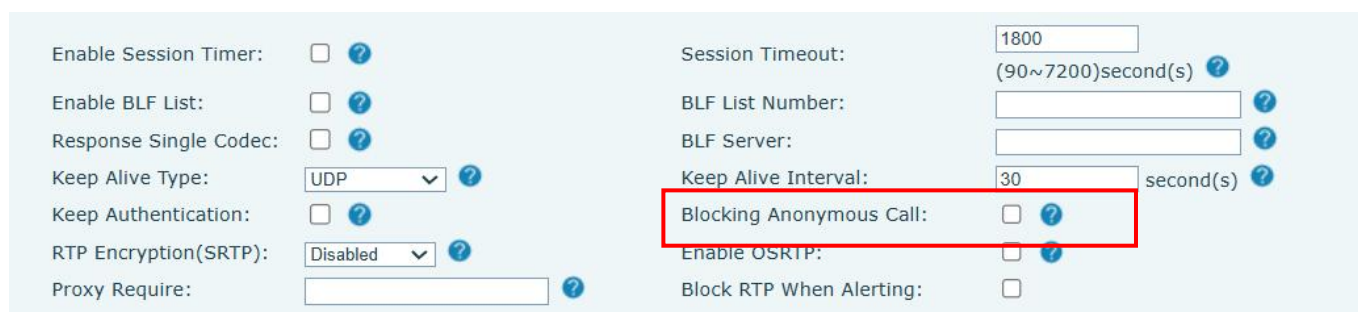 Enable Session Timer: ? Session Timeout: 1800
(90~7200)second(s) ?
Enable BLF List: ? BLF List Number: ?
Response Single Codec: ? BLF Server: ?
Keep Alive Type: UDP ? Keep Alive Interval: 30 second(s) ?
Keep Authentication: ? Blocking Anonymous Call: ?
RTP Encryption(SRTP): Disabled ? Enable OSRTP: ?
Proxy Require: ? Block RTP When Alerting: